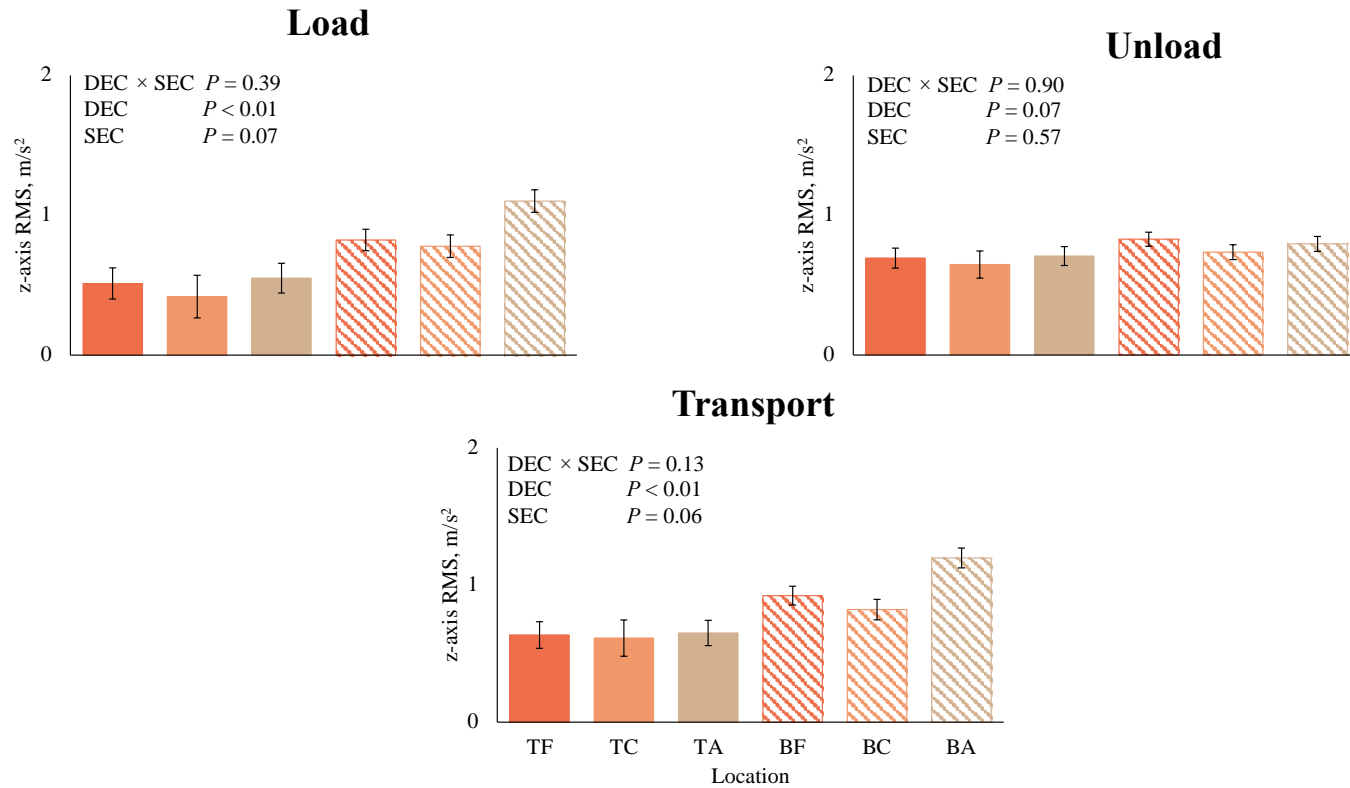 Load
DEC × SEC P = 0.39
DEC P < 0.01
SEC P = 0.07
z-axis RMS, m/s²
2
1
0
Unload
DEC × SEC P = 0.90
DEC P = 0.07
SEC P = 0.57
z-axis RMS, m/s²
2
1
0
Transport
DEC × SEC P = 0.13
DEC P < 0.01
SEC P = 0.06
z-axis RMS, m/s²
2
1
0
TF TC TA BF BC BA
Location